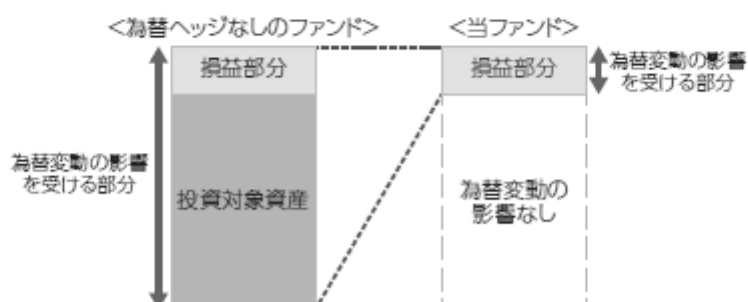 <為替ヘッジなしのファンド>
<当ファンド>
損益部分
損益部分
為替変動の影響
を受ける部分
為替変動の影響
を受ける部分
投資対象資産
為替変動の
影響なし